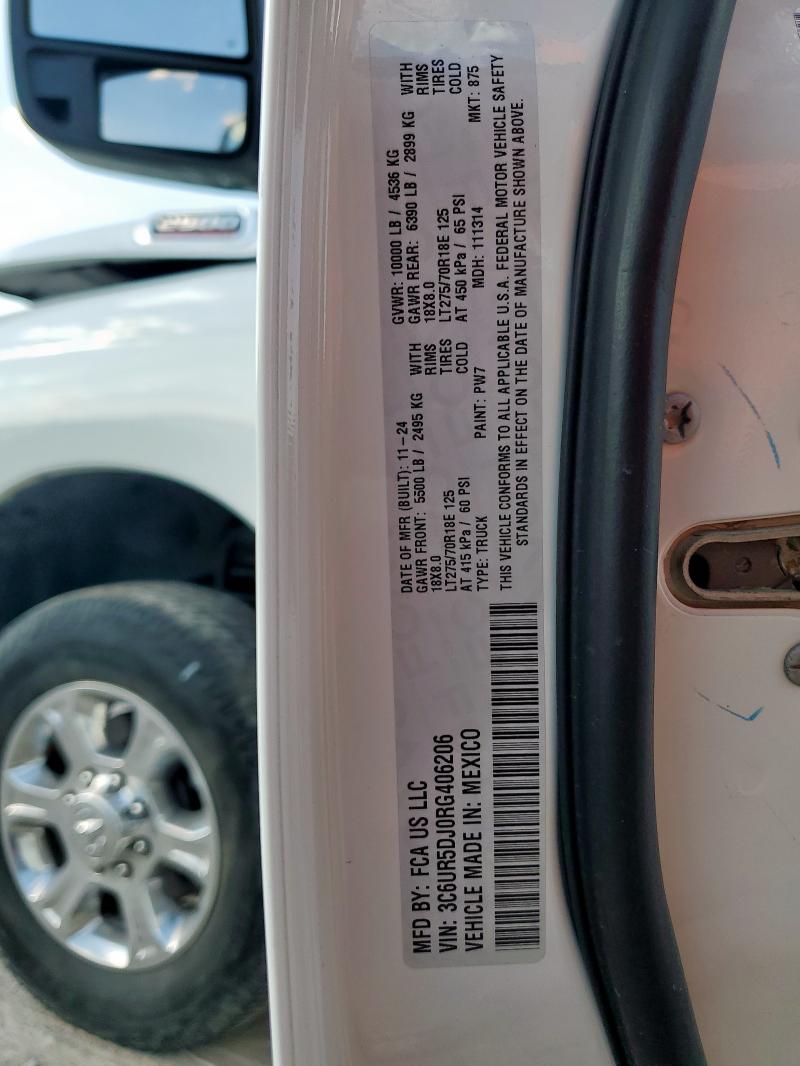 MFD BY: FCA US LLC
VIN: 3C6UR5DJ0RG406206
VEHICLE MADE IN: MEXICO
DATE OF MFR (BUILT): 11-24 GVWR: 10000 LB / 4536 KG
GAWR FRONT: 5500 LB / 2495 KG WITH GAWR REAR: 6390 LB / 2899 KG WITH
18X8.0 RIMS 18X8.0 RIMS
LT275/70R18E 125 TIRES LT275/70R18E 125 TIRES
AT 415 kPa / 60 PSI COLD AT 450 kPa / 65 PSI COLD
TYPE: TRUCK PAINT: PW7 MDH: 111314 MKT: 875
THIS VEHICLE CONFORMS TO ALL APPLICABLE U.S.A. FEDERAL MOTOR VEHICLE SAFETY
STANDARDS IN EFFECT ON THE DATE OF MANUFACTURE SHOWN ABOVE.